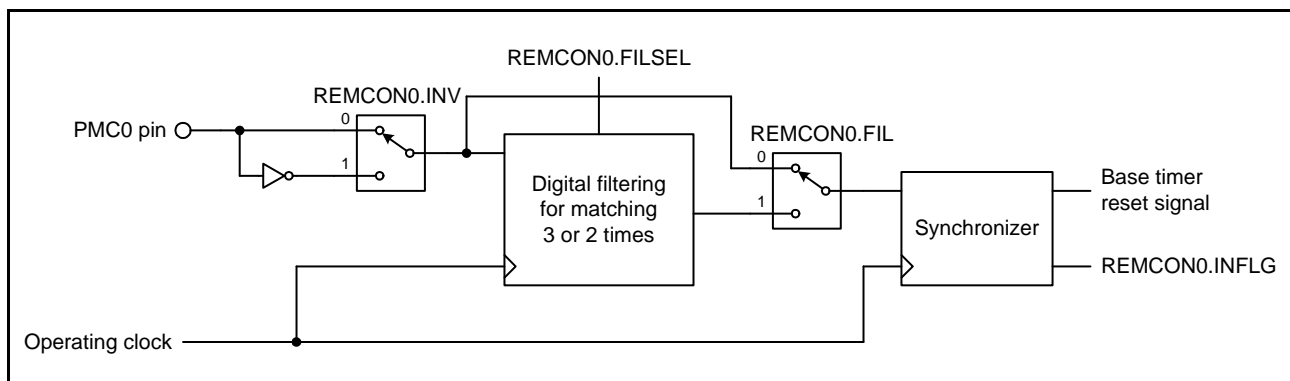 REMCON0.FILSEL
REMCON0.INV
PMC0 pin
0
1
Digital filtering
for matching
3 or 2 times
REMCON0.FIL
0
1
Synchronizer
Base timer
reset signal
REMCON0.INFLG
Operating clock